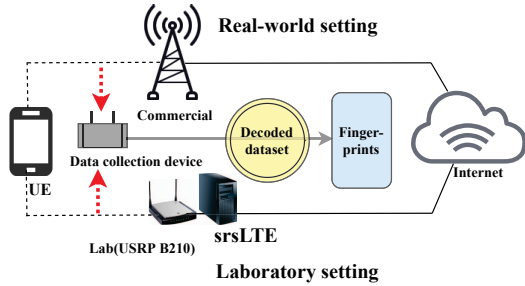 Real-world setting
Commercial
Decoded
dataset
Finger-
prints
Data collection device
UE
Internet
Lab(USRP B210)
srsLTE
Laboratory setting